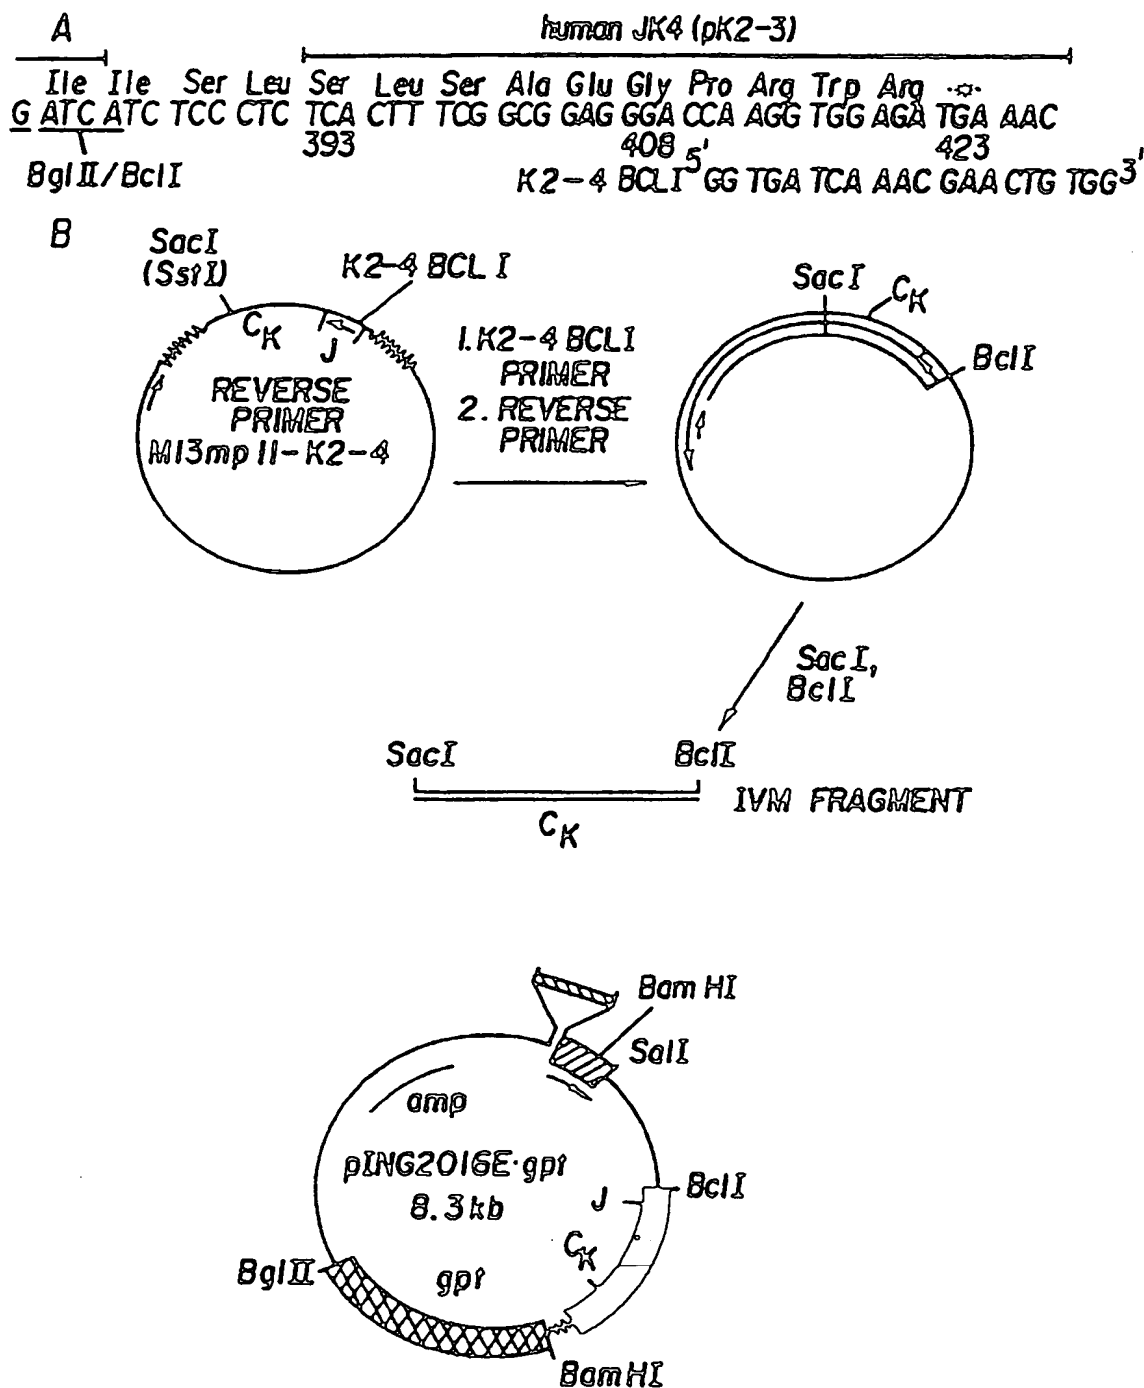 A
human JK4 (pK2-3)
Ile Ile Ser Leu Ser Leu Ser Ala Glu Gly Pro Arg Trp Arg ·☼·
G ATC ATC TCC CTC TCA CTT TCG GCG GAG GGA CCA AGG TGG AGA TGA AAC
393 408 423
BglII/BclI
K2-4 BCLI 5' GG TGA TCA AAC GAA CTG TGG 3'
B
SacI
(SstI)
K2-4 BCL I
CK
J
REVERSE
PRIMER
M13mp11-K2-4
1. K2-4 BCLI
PRIMER
2. REVERSE
PRIMER
SacI
CK
BclI
SacI,
BclI
SacI
BclI
IVM FRAGMENT
CK
Bam HI
SalI
amp
pING2016E·gpt
8.3kb
J
BclI
CK
BglII
gpt
BamHI